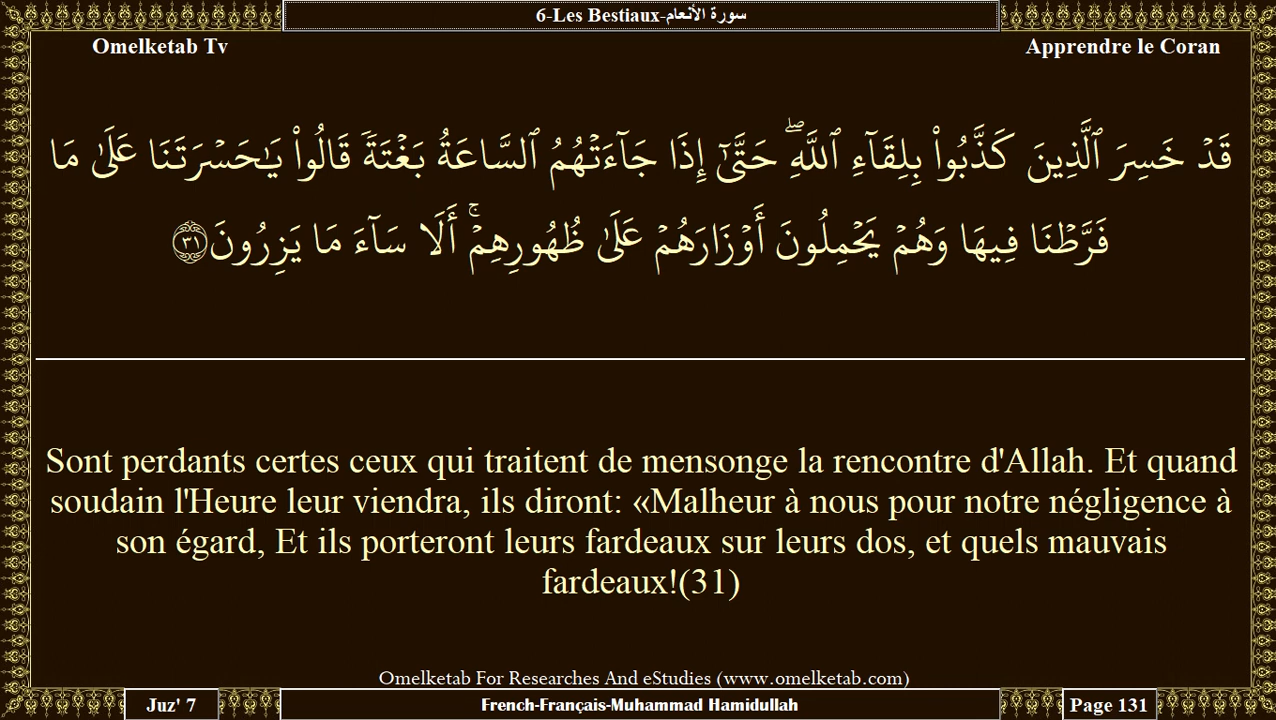 6-Les Bestiaux-سورة الأنعام
Omelketab Tv
Apprendre le Coran
قَدۡ خَسِرَ ٱلَّذِينَ كَذَّبُواْ بِلِقَآءِ ٱللَّهِۖ حَتَّىٰٓ إِذَا جَآءَتۡهُمُ ٱلسَّاعَةُ بَغۡتَةٗ قَالُواْ يَٰحَسۡرَتَنَا عَلَىٰ مَا
فَرَّطۡنَا فِيهَا وَهُمۡ يَحۡمِلُونَ أَوۡزَارَهُمۡ عَلَىٰ ظُهُورِهِمۡۚ أَلَا سَآءَ مَا يَزِرُونَ ٣١
Sont perdants certes ceux qui traitent de mensonge la rencontre d'Allah. Et quand
soudain l'Heure leur viendra, ils diront: «Malheur à nous pour notre négligence à
son égard, Et ils porteront leurs fardeaux sur leurs dos, et quels mauvais
fardeaux!(31)
Omelketab For Researches And eStudies (www.omelketab.com)
Juz' 7
French-Français-Muhammad Hamidullah
Page 131